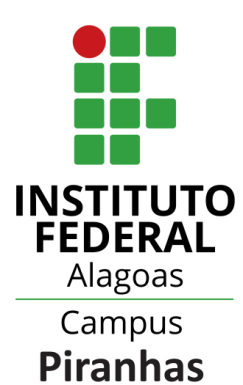 INSTITUTO
FEDERAL
Alagoas
Campus
Piranhas